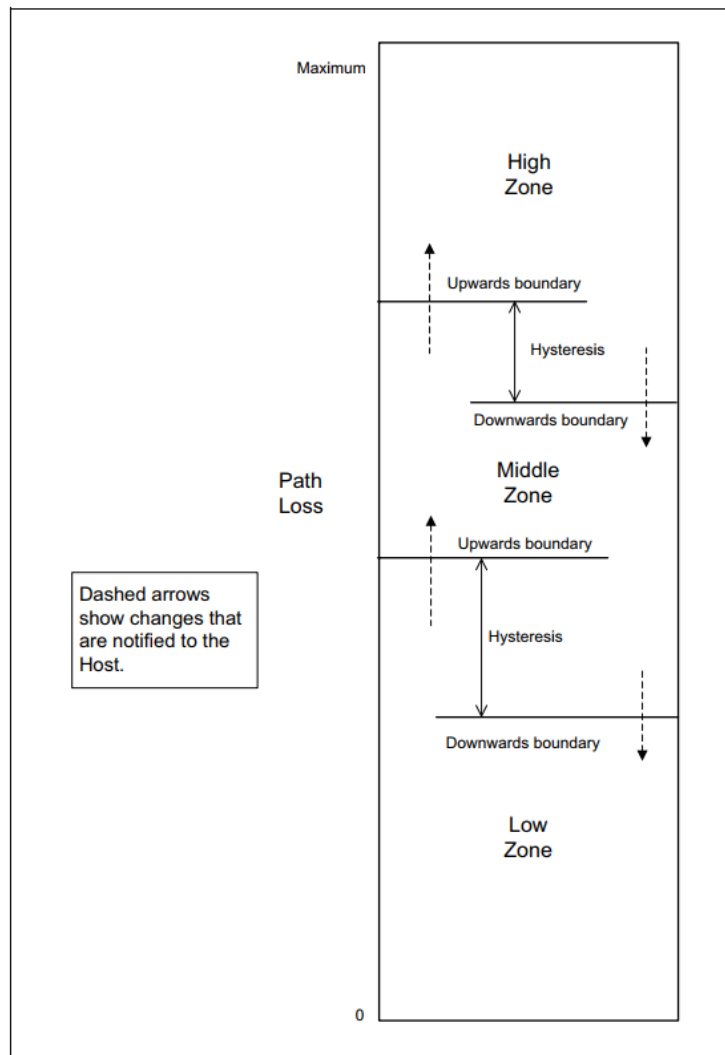 Maximum
High
Zone
Upwards boundary
Hysteresis
Downwards boundary
Middle
Zone
Path
Loss
Upwards boundary
Dashed arrows
show changes that
are notified to the
Host.
Hysteresis
Downwards boundary
Low
Zone
0